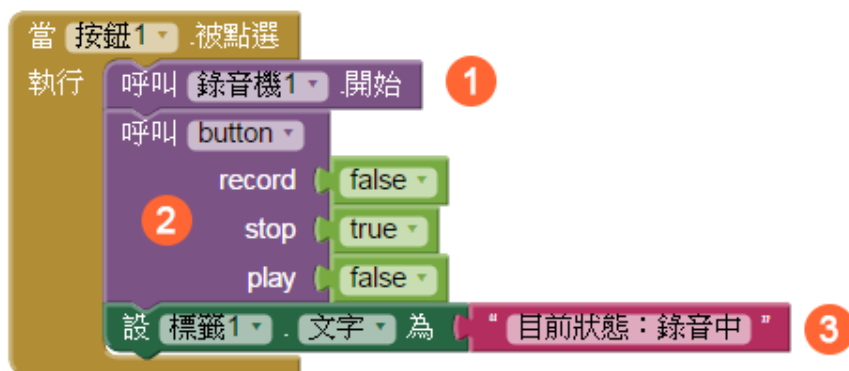 當 按鈕1 .被點選
執行 呼叫 錄音機1 .開始 1
呼叫 button
record false
2 stop true
play false
設 標籤1 . 文字 為 “ 目前狀態：錄音中 ” 3